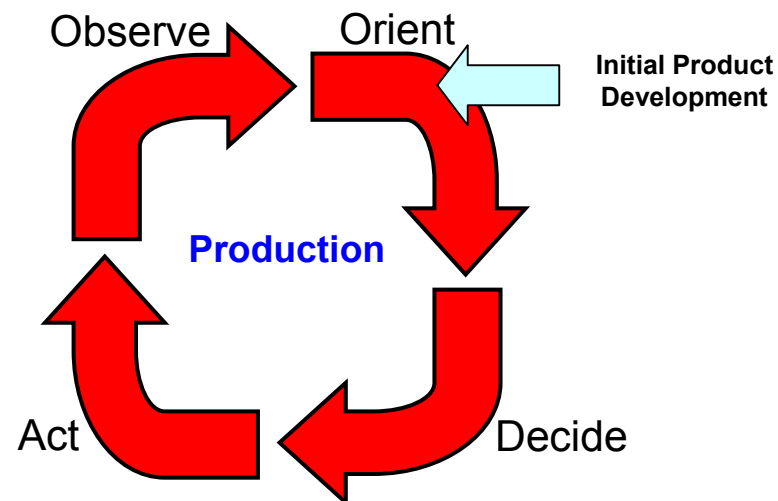 Observe
Orient
Initial Product
Development
Production
Act
Decide